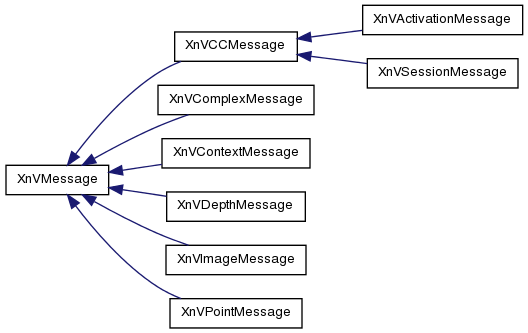 XnVActivationMessage
XnVCCMessage
XnVSessionMessage
XnVComplexMessage
XnVContextMessage
XnVMessage
XnVDepthMessage
XnVImageMessage
XnVPointMessage